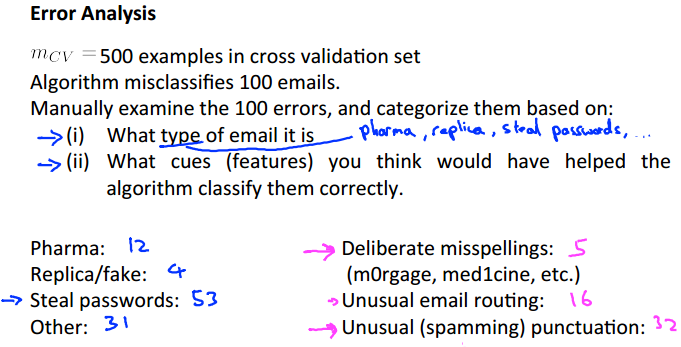 Error Analysis
m_CV = 500 examples in cross validation set
Algorithm misclassifies 100 emails.
Manually examine the 100 errors, and categorize them based on:
→ (i) What type of email it is pharma, replica, steal passwords, ...
→ (ii) What cues (features) you think would have helped the
algorithm classify them correctly.
Pharma: 12
Replica/fake: 4
→ Steal passwords: 53
Other: 31
→ Deliberate misspellings: 5
(m0rgage, med1cine, etc.)
→ Unusual email routing: 16
→ Unusual (spamming) punctuation: 32